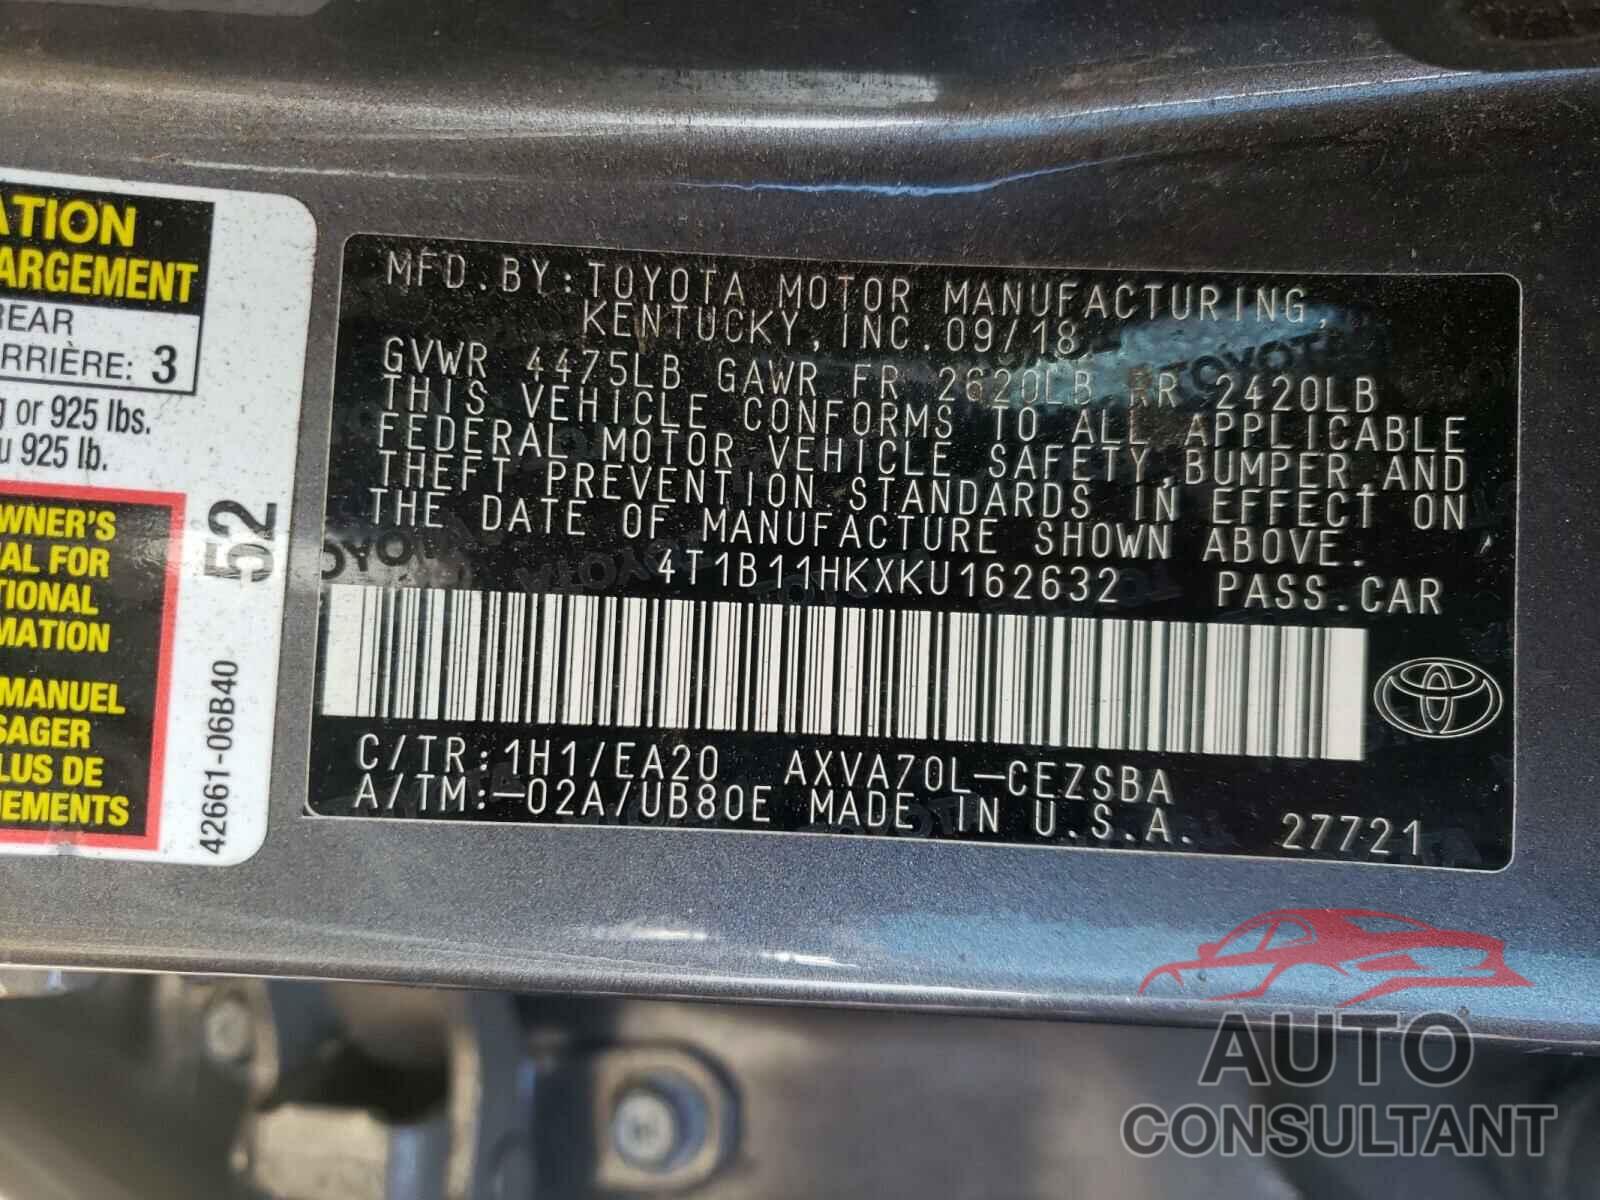 ATION
ARGEMENT
REAR
RRIÈRE: 3
g or 925 lbs.
u 925 lb.
WNER'S
AL FOR
TIONAL
MATION
MANUEL
SAGER
LUS DE
NEMENTS
52
42661-06B40
MFD.BY:TOYOTA MOTOR MANUFACTURING,
KENTUCKY,INC.09/18
GVWR 4475LB GAWR FR 2620LB RR 2420LB
THIS VEHICLE CONFORMS TO ALL APPLICABLE
FEDERAL MOTOR VEHICLE SAFETY,BUMPER,AND
THEFT PREVENTION STANDARDS IN EFFECT ON
THE DATE OF MANUFACTURE SHOWN ABOVE.
4T1B11HKXKU162632 PASS.CAR
C/TR:1H1/EA20 AXVA70L-CEZSBA
A/TM:-02A/UB80E MADE IN U.S.A. 27721
AUTO
CONSULTANT